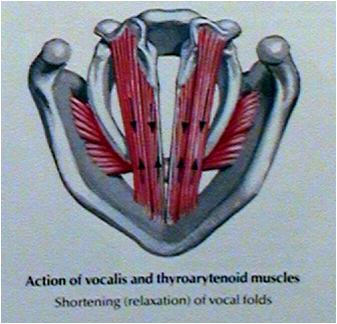 Action of vocalis and thyroarytenoid muscles
Shortening (relaxation) of vocal folds